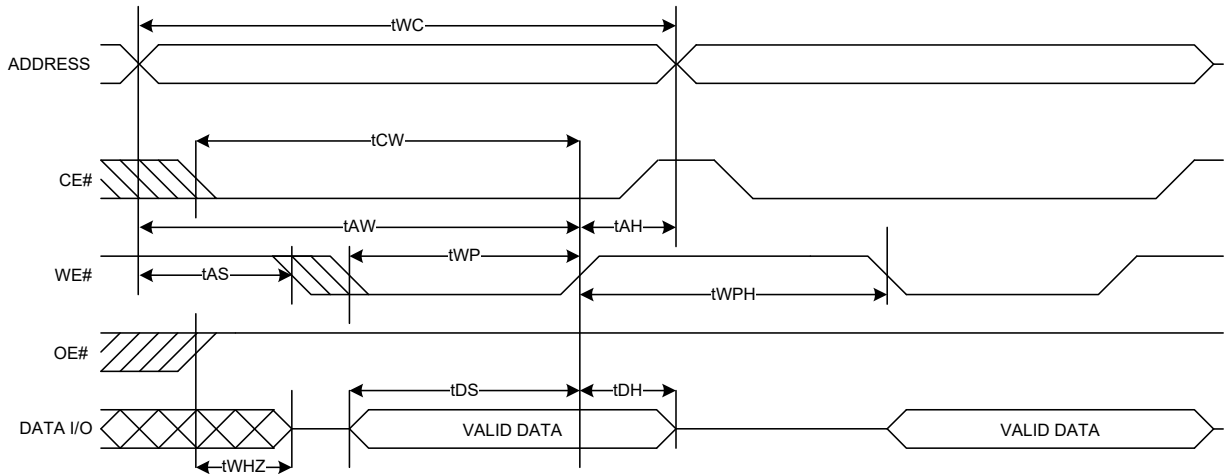 tWC
ADDRESS
tCW
CE#
tAW
tAH
tWP
WE#
tAS
tWPH
OE#
tDS
tDH
DATA I/O
VALID DATA
VALID DATA
tWHZ